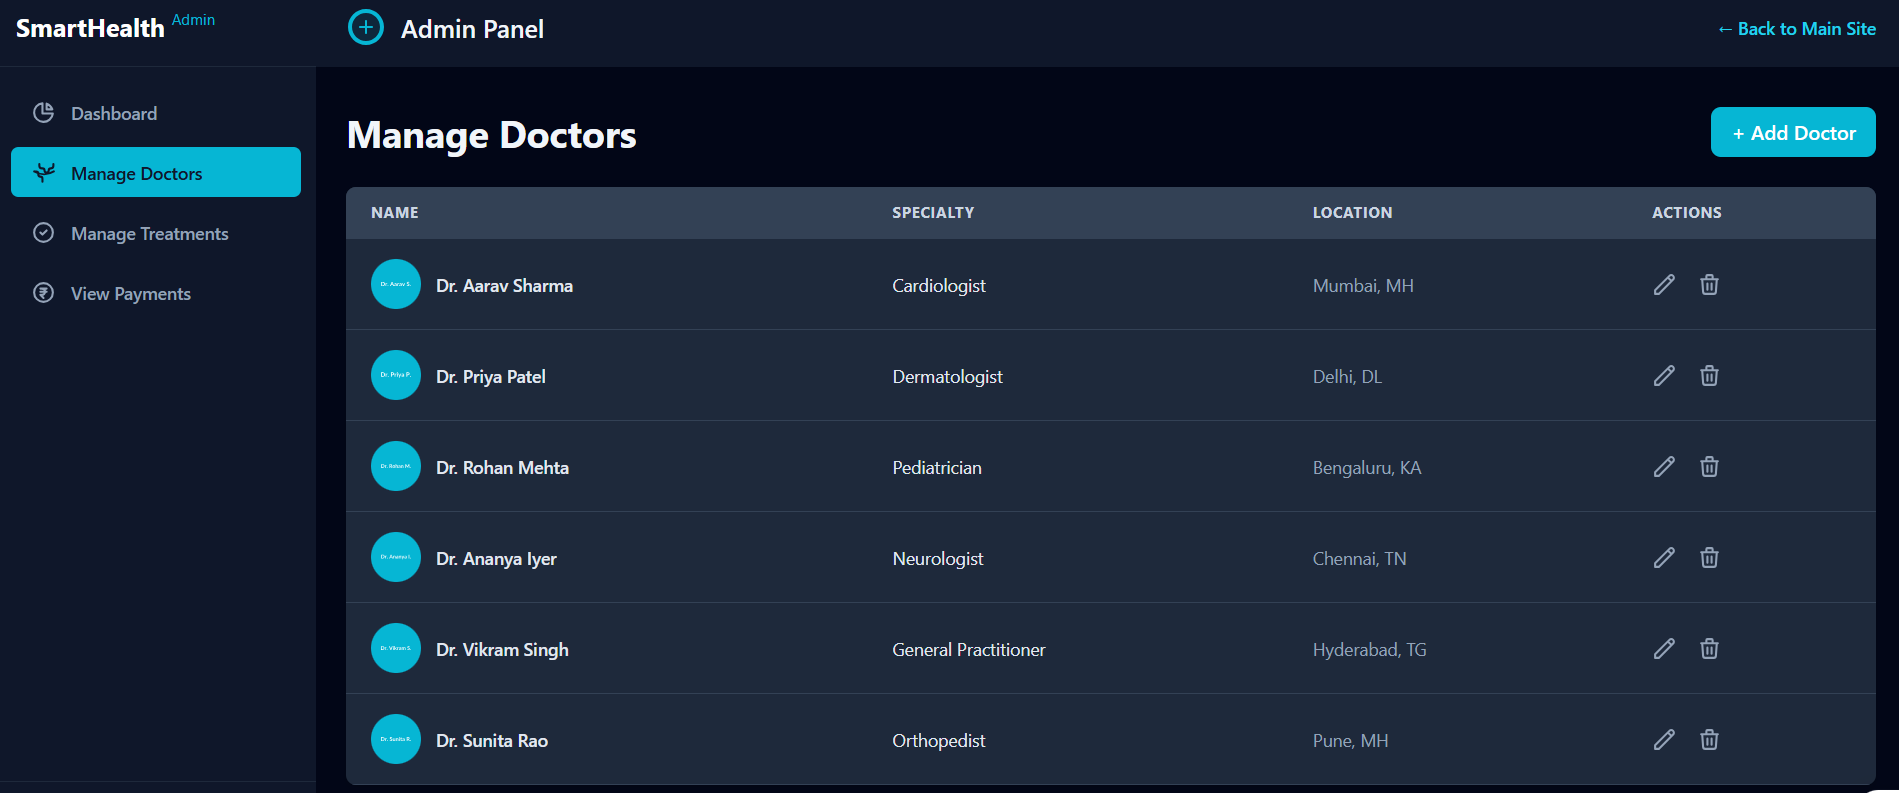 SmartHealth Admin
Admin Panel
← Back to Main Site
Dashboard
Manage Doctors
Manage Treatments
View Payments
Manage Doctors
+ Add Doctor
NAME SPECIALTY LOCATION ACTIONS
Dr. Aarav S. Dr. Aarav Sharma Cardiologist Mumbai, MH
Dr. Priya P. Dr. Priya Patel Dermatologist Delhi, DL
Dr. Rohan M. Dr. Rohan Mehta Pediatrician Bengaluru, KA
Dr. Ananya I. Dr. Ananya Iyer Neurologist Chennai, TN
Dr. Vikram S. Dr. Vikram Singh General Practitioner Hyderabad, TG
Dr. Sunita R. Dr. Sunita Rao Orthopedist Pune, MH